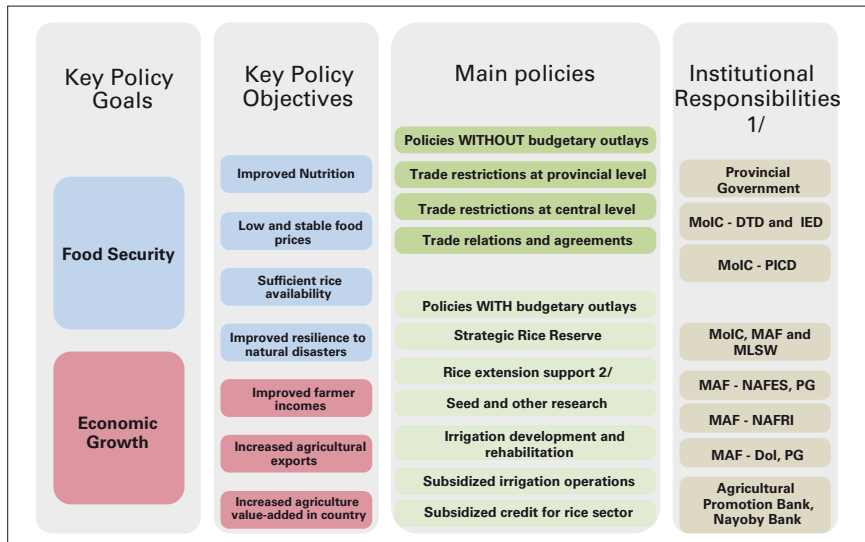 Key Policy
Goals
Food Security
Economic
Growth
Key Policy
Objectives
Improved Nutrition
Low and stable food
prices
Sufficient rice
availability
Improved resilience to
natural disasters
Improved farmer
incomes
Increased agricultural
exports
Increased agriculture
value-added in country
Main policies
Policies WITHOUT budgetary outlays
Trade restrictions at provincial level
Trade restrictions at central level
Trade relations and agreements
Policies WITH budgetary outlays
Strategic Rice Reserve
Rice extension support 2/
Seed and other research
Irrigation development and
rehabilitation
Subsidized irrigation operations
Subsidized credit for rice sector
Institutional
Responsibilities
1/
Provincial
Government
MoIC - DTD and IED
MoIC - PICD
MoIC, MAF and
MLSW
MAF - NAFES, PG
MAF - NAFRI
MAF - DoI, PG
Agricultural
Promotion Bank,
Nayoby Bank